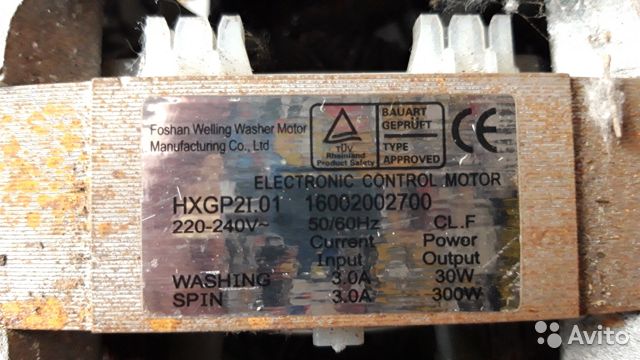 Foshan Welling Washer Motor
Manufacturing Co., Ltd
TÜV
Rheinland
Product Safety
BAUART
GEPRÜFT
TYPE
APPROVED
CE
ELECTRONIC CONTROL MOTOR
HXGP2I.01 16002002700
220-240V~ 50/60Hz CL.F
Current Power
Input Output
WASHING 3.0A 30W
SPIN 3.0A 300W
Avito